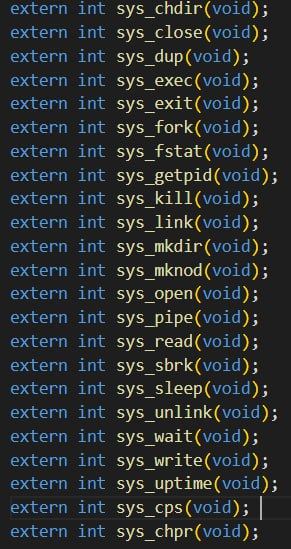 extern int sys_chdir(void);
extern int sys_close(void);
extern int sys_dup(void);
extern int sys_exec(void);
extern int sys_exit(void);
extern int sys_fork(void);
extern int sys_fstat(void);
extern int sys_getpid(void);
extern int sys_kill(void);
extern int sys_link(void);
extern int sys_mkdir(void);
extern int sys_mknod(void);
extern int sys_open(void);
extern int sys_pipe(void);
extern int sys_read(void);
extern int sys_sbrk(void);
extern int sys_sleep(void);
extern int sys_unlink(void);
extern int sys_wait(void);
extern int sys_write(void);
extern int sys_uptime(void);
extern int sys_cps(void);
extern int sys_chpr(void);